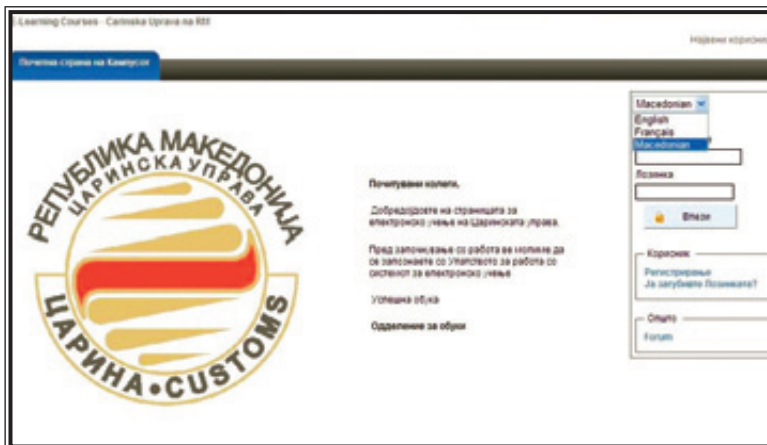 E-Learning Courses - Carinska Uprava na RM
Најавени
Почетна страна на Кампусот
РЕПУБЛИКА МАКЕДОНИЈА
ЦАРИНСКА УПРАВА
ЦАРИНА • CUSTOMS
Почитувани колеги,
Добредојдовте на страницата за
електронско учење на Царинската управа.
Пред започнување со работа ве молиме да
се запознаете со Упатството за работа со
системот за електронско учење
Успешна обука
Одделение за обуки
Macedonian
English
Français
Macedonian
Лозинка
Влези
Корисник
Регистрирање
Ја загубивте Лозинката?
Општо
Forum